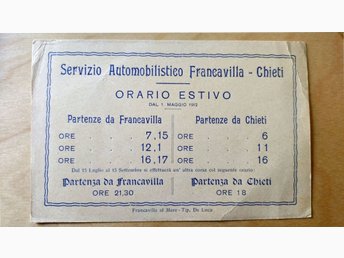 Servizio Automobilistico Francavilla - Chieti
ORARIO ESTIVO
DAL 1. MAGGIO 1912
Partenze da Francavilla Partenze da Chieti
ORE . . . . 7,15 ORE . . . . 6
ORE . . . . 12,1 ORE . . . . 11
ORE . . . . 16,17 ORE . . . . 16
Dal 15 Luglio al 15 Settembre si effettuerà un' altra corsa col seguente orario:
Partenza da Francavilla Partenza da Chieti
ORE 21,30 ORE 18
Francavilla al Mare - Tip. De Luca